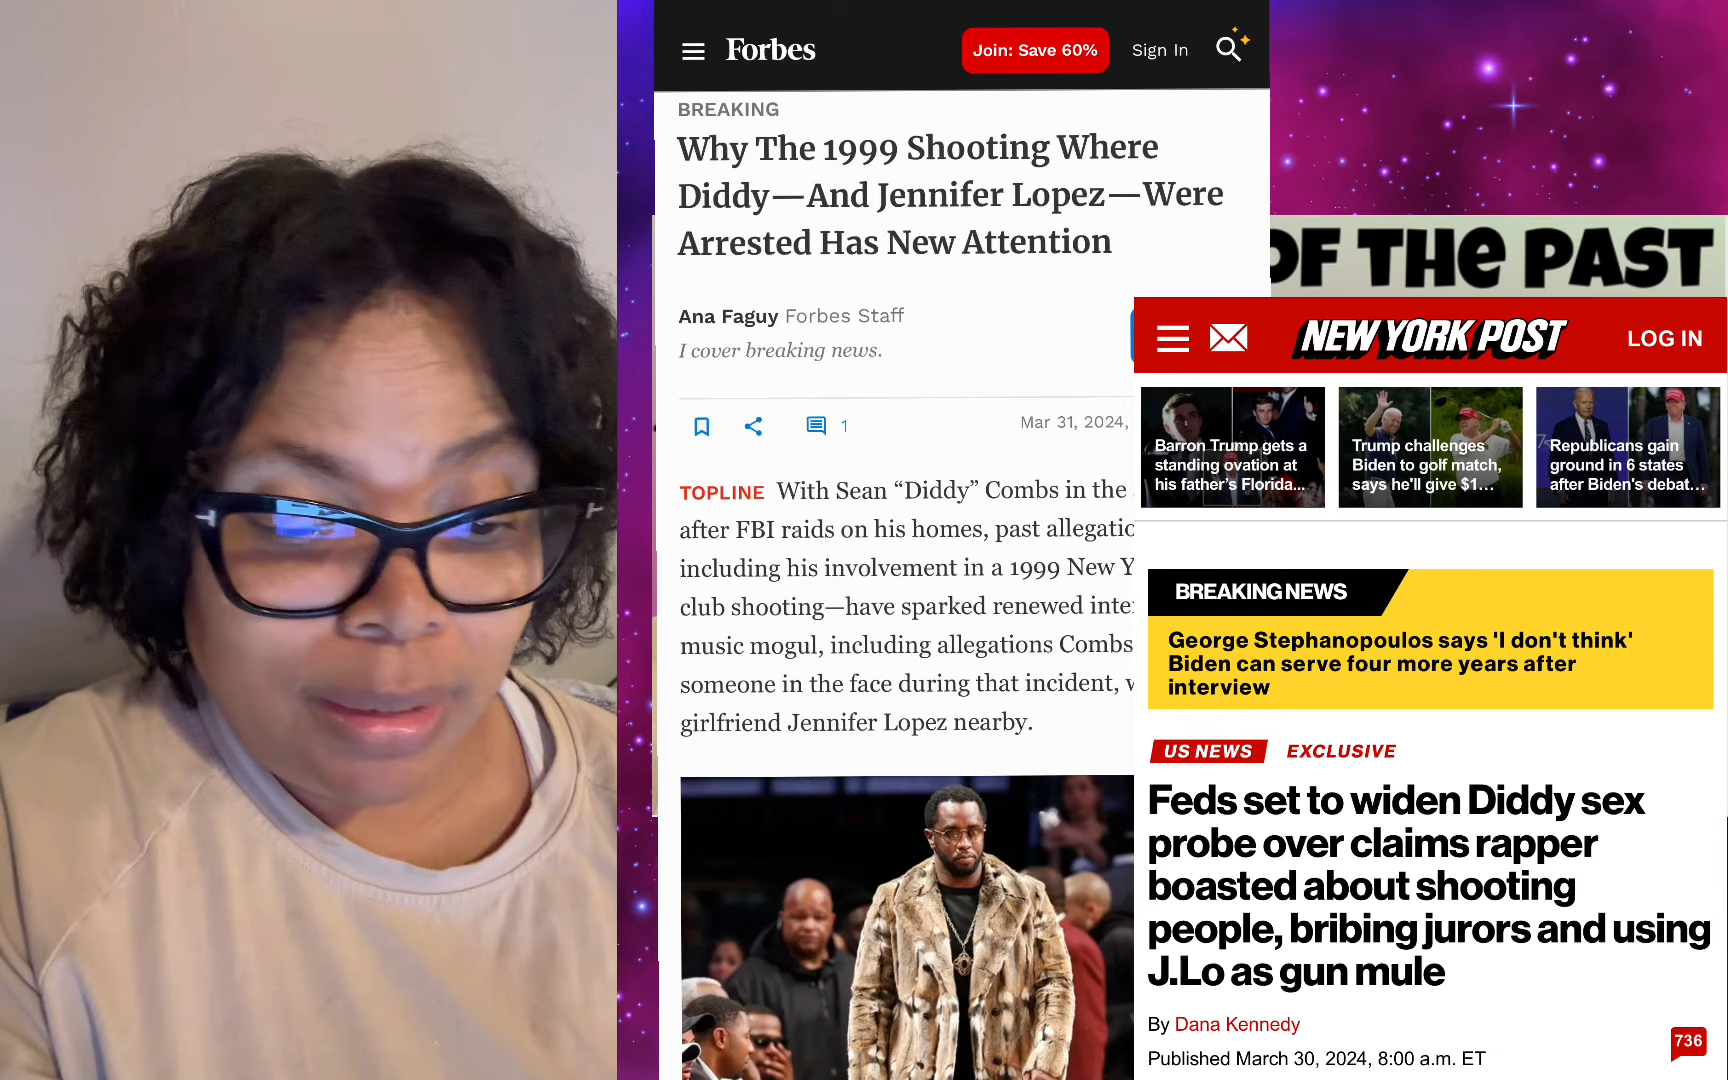 Forbes
Join: Save 60%
Sign In
BREAKING
Why The 1999 Shooting Where
Diddy—And Jennifer Lopez—Were
Arrested Has New Attention
Ana Faguy Forbes Staff
I cover breaking news.
1
Mar 31, 2024,
TOPLINE With Sean “Diddy” Combs in the
after FBI raids on his homes, past allegatio
including his involvement in a 1999 New Y
club shooting—have sparked renewed inte
music mogul, including allegations Combs
someone in the face during that incident, w
girlfriend Jennifer Lopez nearby.
OF THE PAST
NEW YORK POST
LOG IN
Barron Trump gets a
standing ovation at
his father's Florida...
Trump challenges
Biden to golf match,
says he'll give $1...
Republicans gain
ground in 6 states
after Biden's debat...
BREAKING NEWS
George Stephanopoulos says 'I don't think'
Biden can serve four more years after
interview
US NEWS EXCLUSIVE
Feds set to widen Diddy sex
probe over claims rapper
boasted about shooting
people, bribing jurors and using
J.Lo as gun mule
By Dana Kennedy
Published March 30, 2024, 8:00 a.m. ET
736